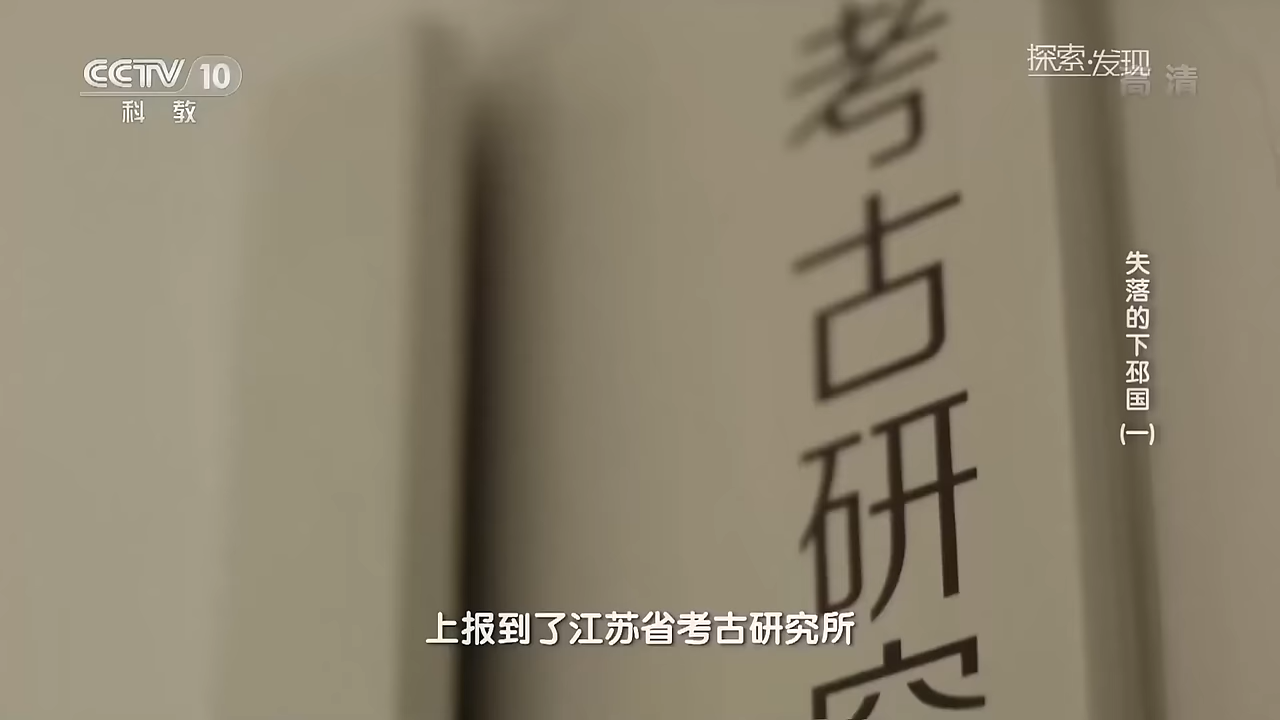 CCTV 10
科教
探索·发现
高清
考古研究
失落的下邳国(一)
上报到了江苏省考古研究所